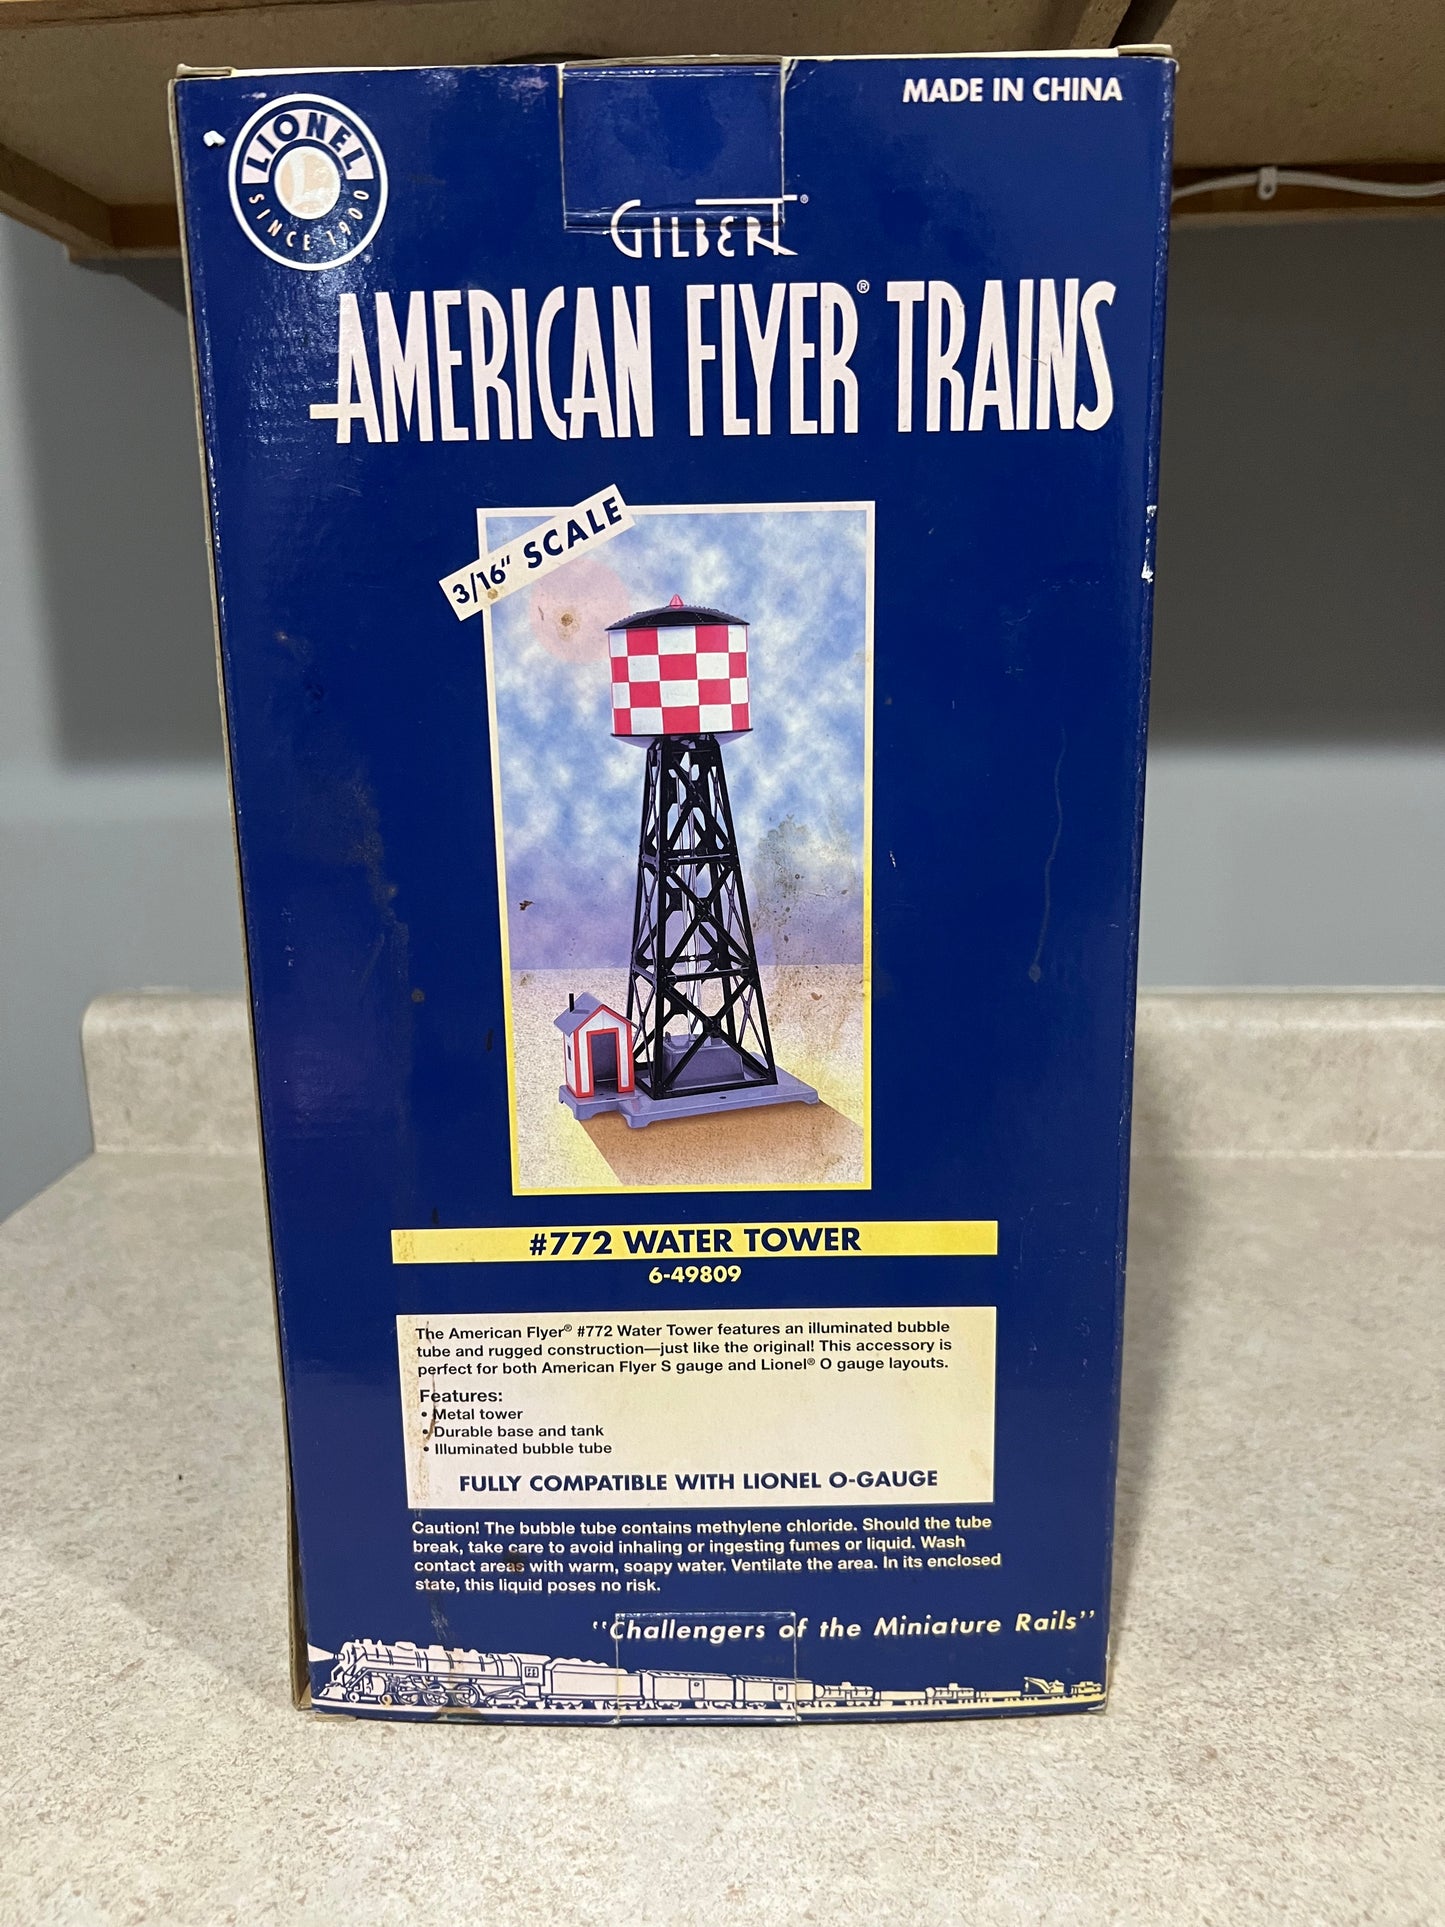 MADE IN CHINA
LIONEL
L
SINCE 1900
GILBERT®
AMERICAN FLYER® TRAINS
3/16" SCALE
#772 WATER TOWER
6-49809
The American Flyer® #772 Water Tower features an illuminated bubble
tube and rugged construction—just like the original! This accessory is
perfect for both American Flyer S gauge and Lionel® O gauge layouts.
Features:
• Metal tower
• Durable base and tank
• Illuminated bubble tube
FULLY COMPATIBLE WITH LIONEL O-GAUGE
Caution! The bubble tube contains methylene chloride. Should the tube
break, take care to avoid inhaling or ingesting fumes or liquid. Wash
contact areas with warm, soapy water. Ventilate the area. In its enclosed
state, this liquid poses no risk.
"Challengers of the Miniature Rails"